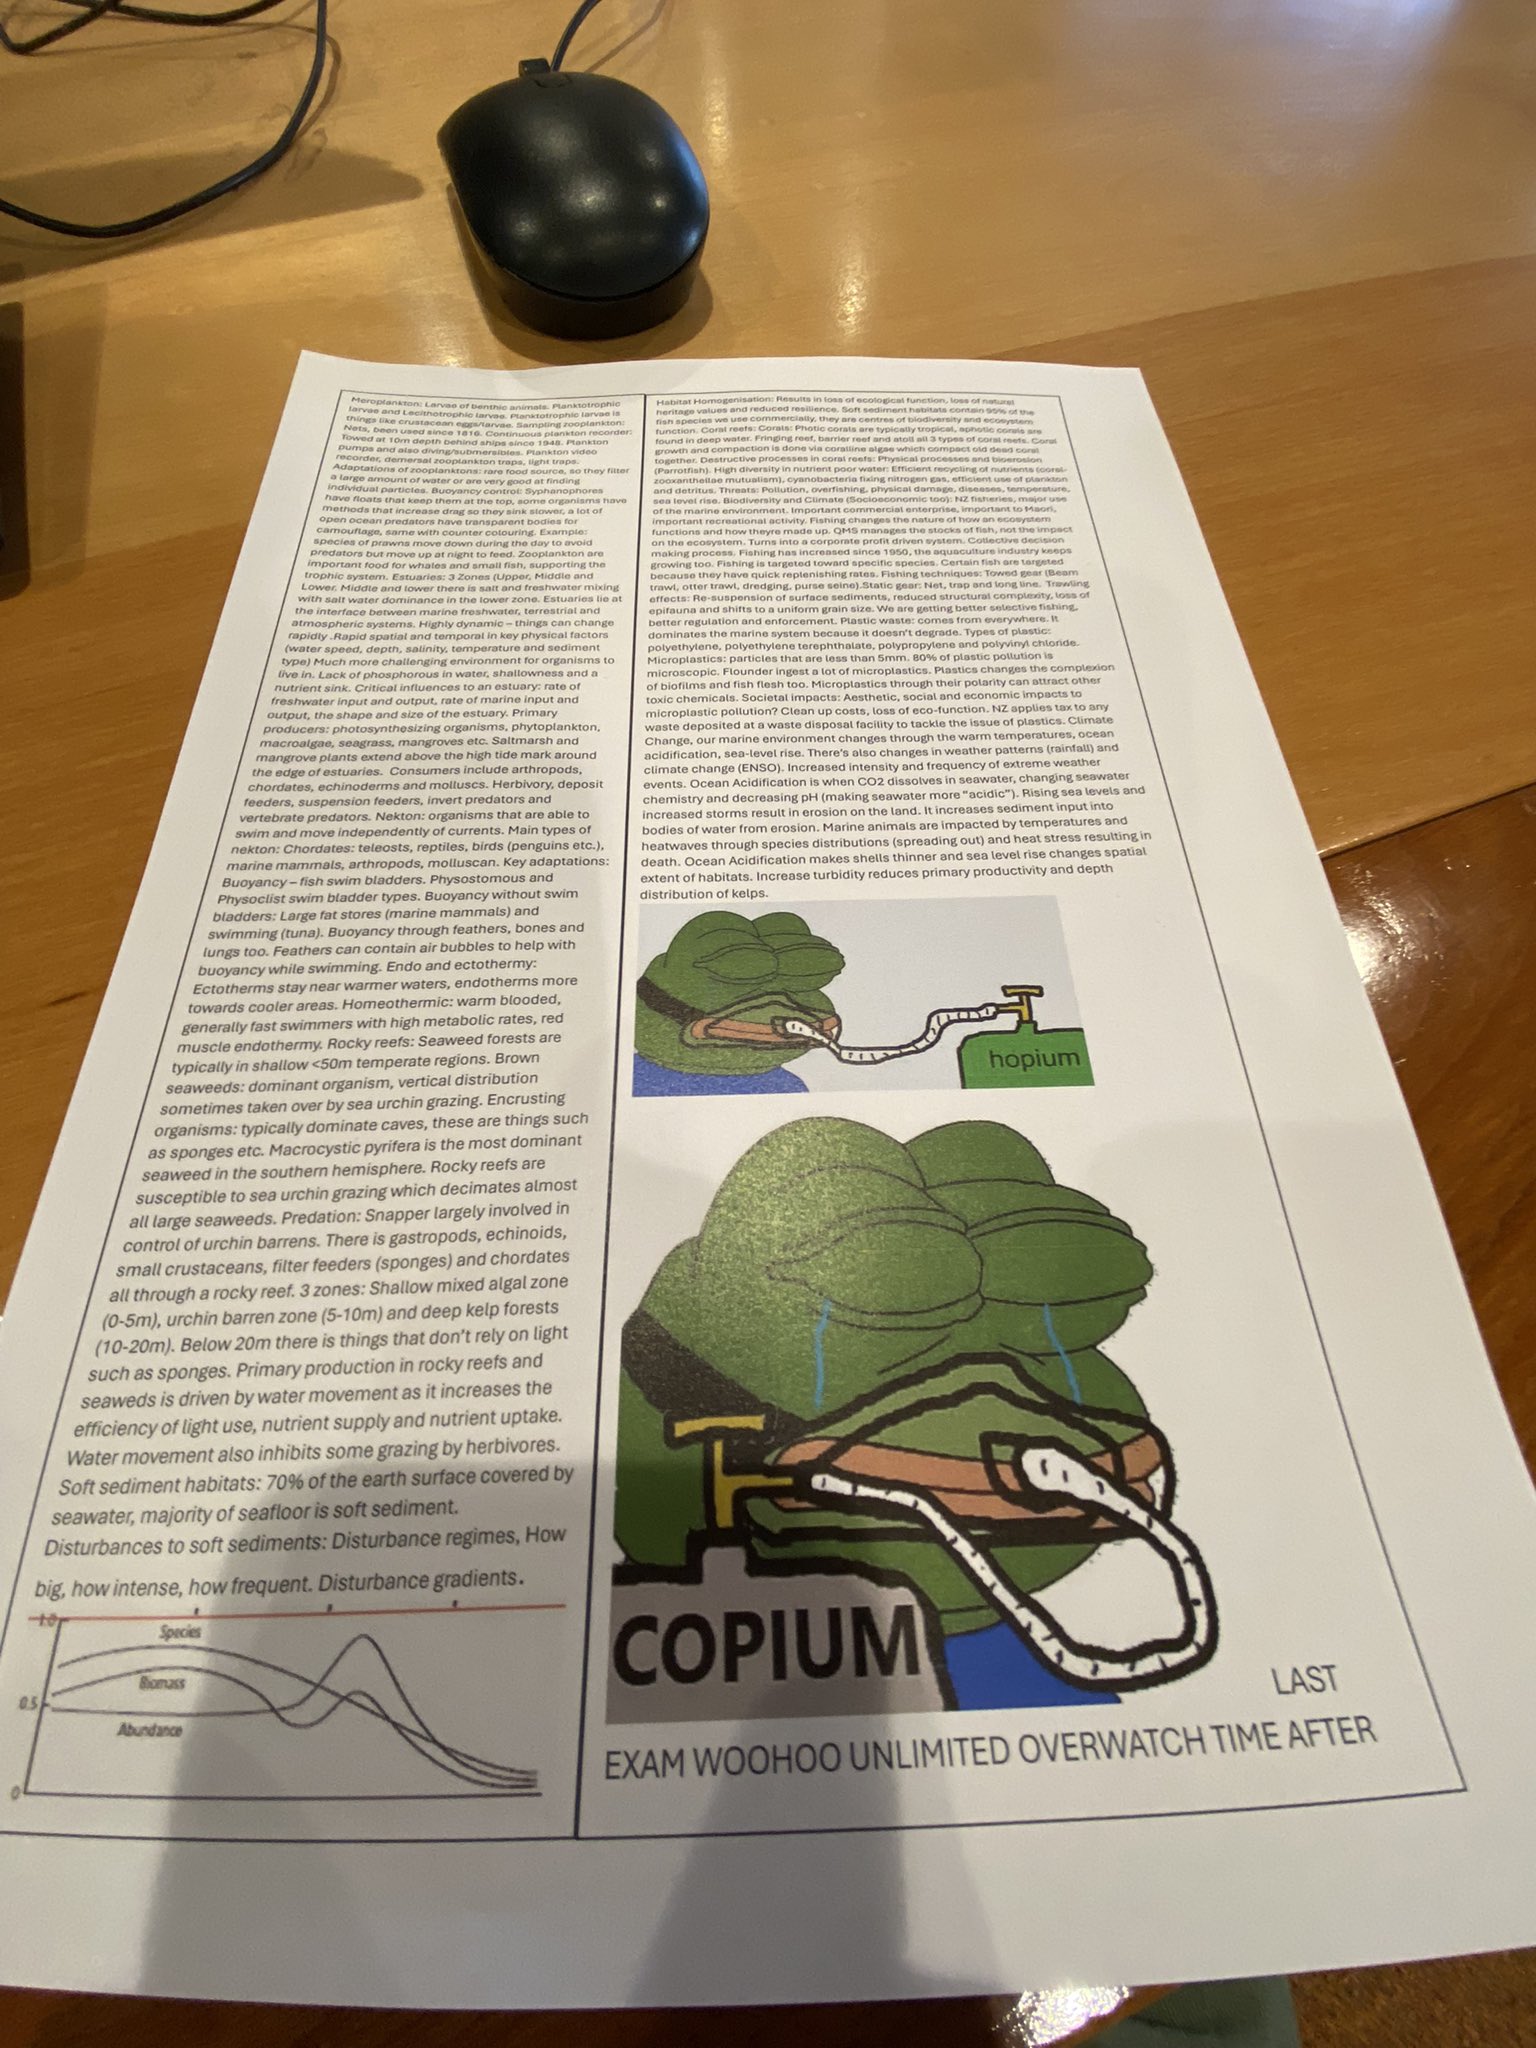 Meroplankton: Larvae of benthic animals. Planktotrophic
larvae and Lecithotrophic larvae. Planktotrophic larvae is
things like crustacean eggs/larvae. Sampling zooplankton:
Nets, been used since 1816. Continuous plankton recorder:
Towed at 10m depth behind ships since 1948. Plankton
pumps and also diving/submersibles. Plankton video
recorder, demersal zooplankton traps, light traps.
Adaptations of zooplanktons: rare food source, so they filter
a large amount of water or are very good at finding
individual particles. Buoyancy control: Syphanophores
have floats that keep them at the top, some organisms have
methods that increase drag so they sink slower, a lot of
open ocean predators have transparent bodies for
camouflage, same with counter colouring. Example:
species of prawns move down during the day to avoid
predators but move up at night to feed. Zooplankton are
important food for whales and small fish, supporting the
trophic system. Estuaries: 3 Zones (Upper, Middle and
Lower. Middle and lower there is salt and freshwater mixing
with salt water dominance in the lower zone. Estuaries lie at
the interface between marine freshwater, terrestrial and
atmospheric systems. Highly dynamic – things can change
rapidly .Rapid spatial and temporal in key physical factors
(water speed, depth, salinity, temperature and sediment
type) Much more challenging environment for organisms to
live in. Lack of phosphorous in water, shallowness and a
nutrient sink. Critical influences to an estuary: rate of
freshwater input and output, rate of marine input and
output, the shape and size of the estuary. Primary
producers: photosynthesizing organisms, phytoplankton,
macroalgae, seagrass, mangroves etc. Saltmarsh and
mangrove plants extend above the high tide mark around
the edge of estuaries. Consumers include arthropods,
chordates, echinoderms and molluscs. Herbivory, deposit
feeders, suspension feeders, invert predators and
vertebrate predators. Nekton: organisms that are able to
swim and move independently of currents. Main types of
nekton: Chordates: teleosts, reptiles, birds (penguins etc.),
marine mammals, arthropods, molluscan. Key adaptations:
Buoyancy – fish swim bladders. Physostomous and
Physoclist swim bladder types. Buoyancy without swim
bladders: Large fat stores (marine mammals) and
swimming (tuna). Buoyancy through feathers, bones and
lungs too. Feathers can contain air bubbles to help with
buoyancy while swimming. Endo and ectothermy:
Ectotherms stay near warmer waters, endotherms more
towards cooler areas. Homeothermic: warm blooded,
generally fast swimmers with high metabolic rates, red
muscle endothermy. Rocky reefs: Seaweed forests are
typically in shallow <50m temperate regions. Brown
seaweeds: dominant organism, vertical distribution
sometimes taken over by sea urchin grazing. Encrusting
organisms: typically dominate caves, these are things such
as sponges etc. Macrocystic pyrifera is the most dominant
seaweed in the southern hemisphere. Rocky reefs are
susceptible to sea urchin grazing which decimates almost
all large seaweeds. Predation: Snapper largely involved in
control of urchin barrens. There is gastropods, echinoids,
small crustaceans, filter feeders (sponges) and chordates
all through a rocky reef. 3 zones: Shallow mixed algal zone
(0-5m), urchin barren zone (5-10m) and deep kelp forests
(10-20m). Below 20m there is things that don't rely on light
such as sponges. Primary production in rocky reefs and
seaweds is driven by water movement as it increases the
efficiency of light use, nutrient supply and nutrient uptake.
Water movement also inhibits some grazing by herbivores.
Soft sediment habitats: 70% of the earth surface covered by
seawater, majority of seafloor is soft sediment.
Disturbances to soft sediments: Disturbance regimes, How
big, how intense, how frequent. Disturbance gradients.
1.0
Species
Biomass
0.5
Abundance
0
Habitat Homogenisation: Results in loss of ecological function, loss of natural
heritage values and reduced resilience. Soft sediment habitats contain 95% of the
fish species we use commercially, they are centres of biodiversity and ecosystem
function. Coral reefs: Corals: Photic corals are typically tropical, aphotic corals are
found in deep water. Fringing reef, barrier reef and atoll all 3 types of coral reefs. Coral
growth and compaction is done via coralline algae which compact old dead coral
together. Destructive processes in coral reefs: Physical processes and bioerosion
(Parrotfish). High diversity in nutrient poor water: Efficient recycling of nutrients (coral-
zooxanthellae mutualism), cyanobacteria fixing nitrogen gas, efficient use of plankton
and detritus. Threats: Pollution, overfishing, physical damage, diseases, temperature,
sea level rise. Biodiversity and Climate (Socioeconomic too): NZ fisheries, major use
of the marine environment. Important commercial enterprise, important to Maori,
important recreational activity. Fishing changes the nature of how an ecosystem
functions and how theyre made up. QMS manages the stocks of fish, not the impact
on the ecosystem. Turns into a corporate profit driven system. Collective decision
making process. Fishing has increased since 1950, the aquaculture industry keeps
growing too. Fishing is targeted toward specific species. Certain fish are targeted
because they have quick replenishing rates. Fishing techniques: Towed gear (Beam
trawl, otter trawl, dredging, purse seine).Static gear: Net, trap and long line. Trawling
effects: Re-suspension of surface sediments, reduced structural complexity, loss of
epifauna and shifts to a uniform grain size. We are getting better selective fishing,
better regulation and enforcement. Plastic waste: comes from everywhere. It
dominates the marine system because it doesn't degrade. Types of plastic:
polyethylene, polyethylene terephthalate, polypropylene and polyvinyl chloride.
Microplastics: particles that are less than 5mm. 80% of plastic pollution is
microscopic. Flounder ingest a lot of microplastics. Plastics changes the complexion
of biofilms and fish flesh too. Microplastics through their polarity can attract other
toxic chemicals. Societal impacts: Aesthetic, social and economic impacts to
microplastic pollution? Clean up costs, loss of eco-function. NZ applies tax to any
waste deposited at a waste disposal facility to tackle the issue of plastics. Climate
Change, our marine environment changes through the warm temperatures, ocean
acidification, sea-level rise. There's also changes in weather patterns (rainfall) and
climate change (ENSO). Increased intensity and frequency of extreme weather
events. Ocean Acidification is when CO2 dissolves in seawater, changing seawater
chemistry and decreasing pH (making seawater more "acidic"). Rising sea levels and
increased storms result in erosion on the land. It increases sediment input into
bodies of water from erosion. Marine animals are impacted by temperatures and
heatwaves through species distributions (spreading out) and heat stress resulting in
death. Ocean Acidification makes shells thinner and sea level rise changes spatial
extent of habitats. Increase turbidity reduces primary productivity and depth
distribution of kelps.
hopium
COPIUM
LAST
EXAM WOOHOO UNLIMITED OVERWATCH TIME AFTER